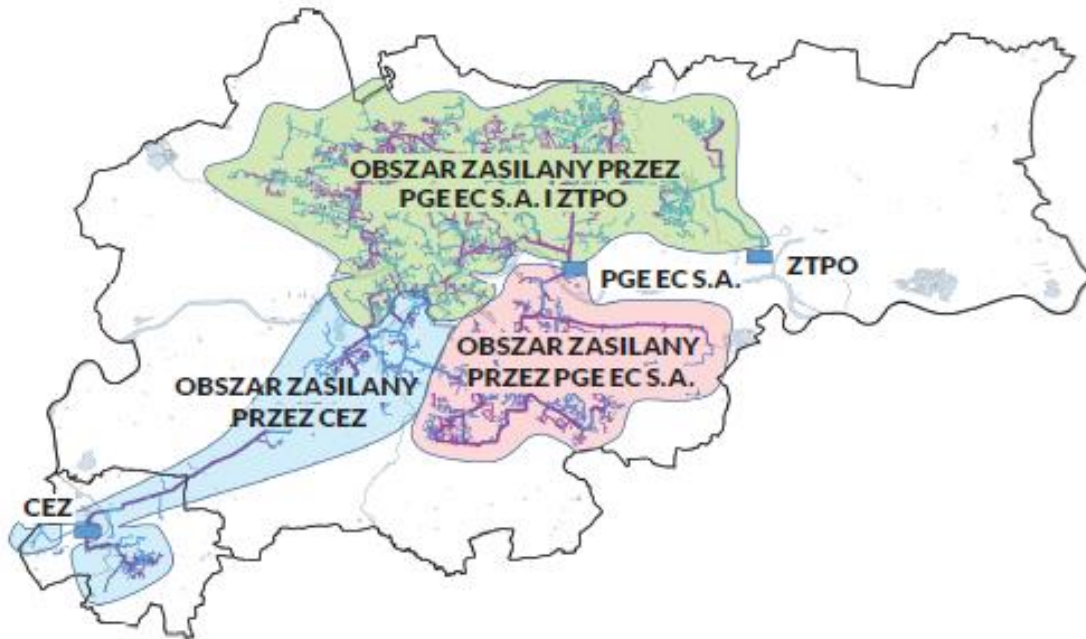 OBSZAR ZASILANY PRZEZ
PGE EC S.A. I ZTPO
ZTPO
PGE EC S.A.
OBSZAR ZASILANY
PRZEZ PGE EC S.A.
OBSZAR ZASILANY
PRZEZ CEZ
CEZ